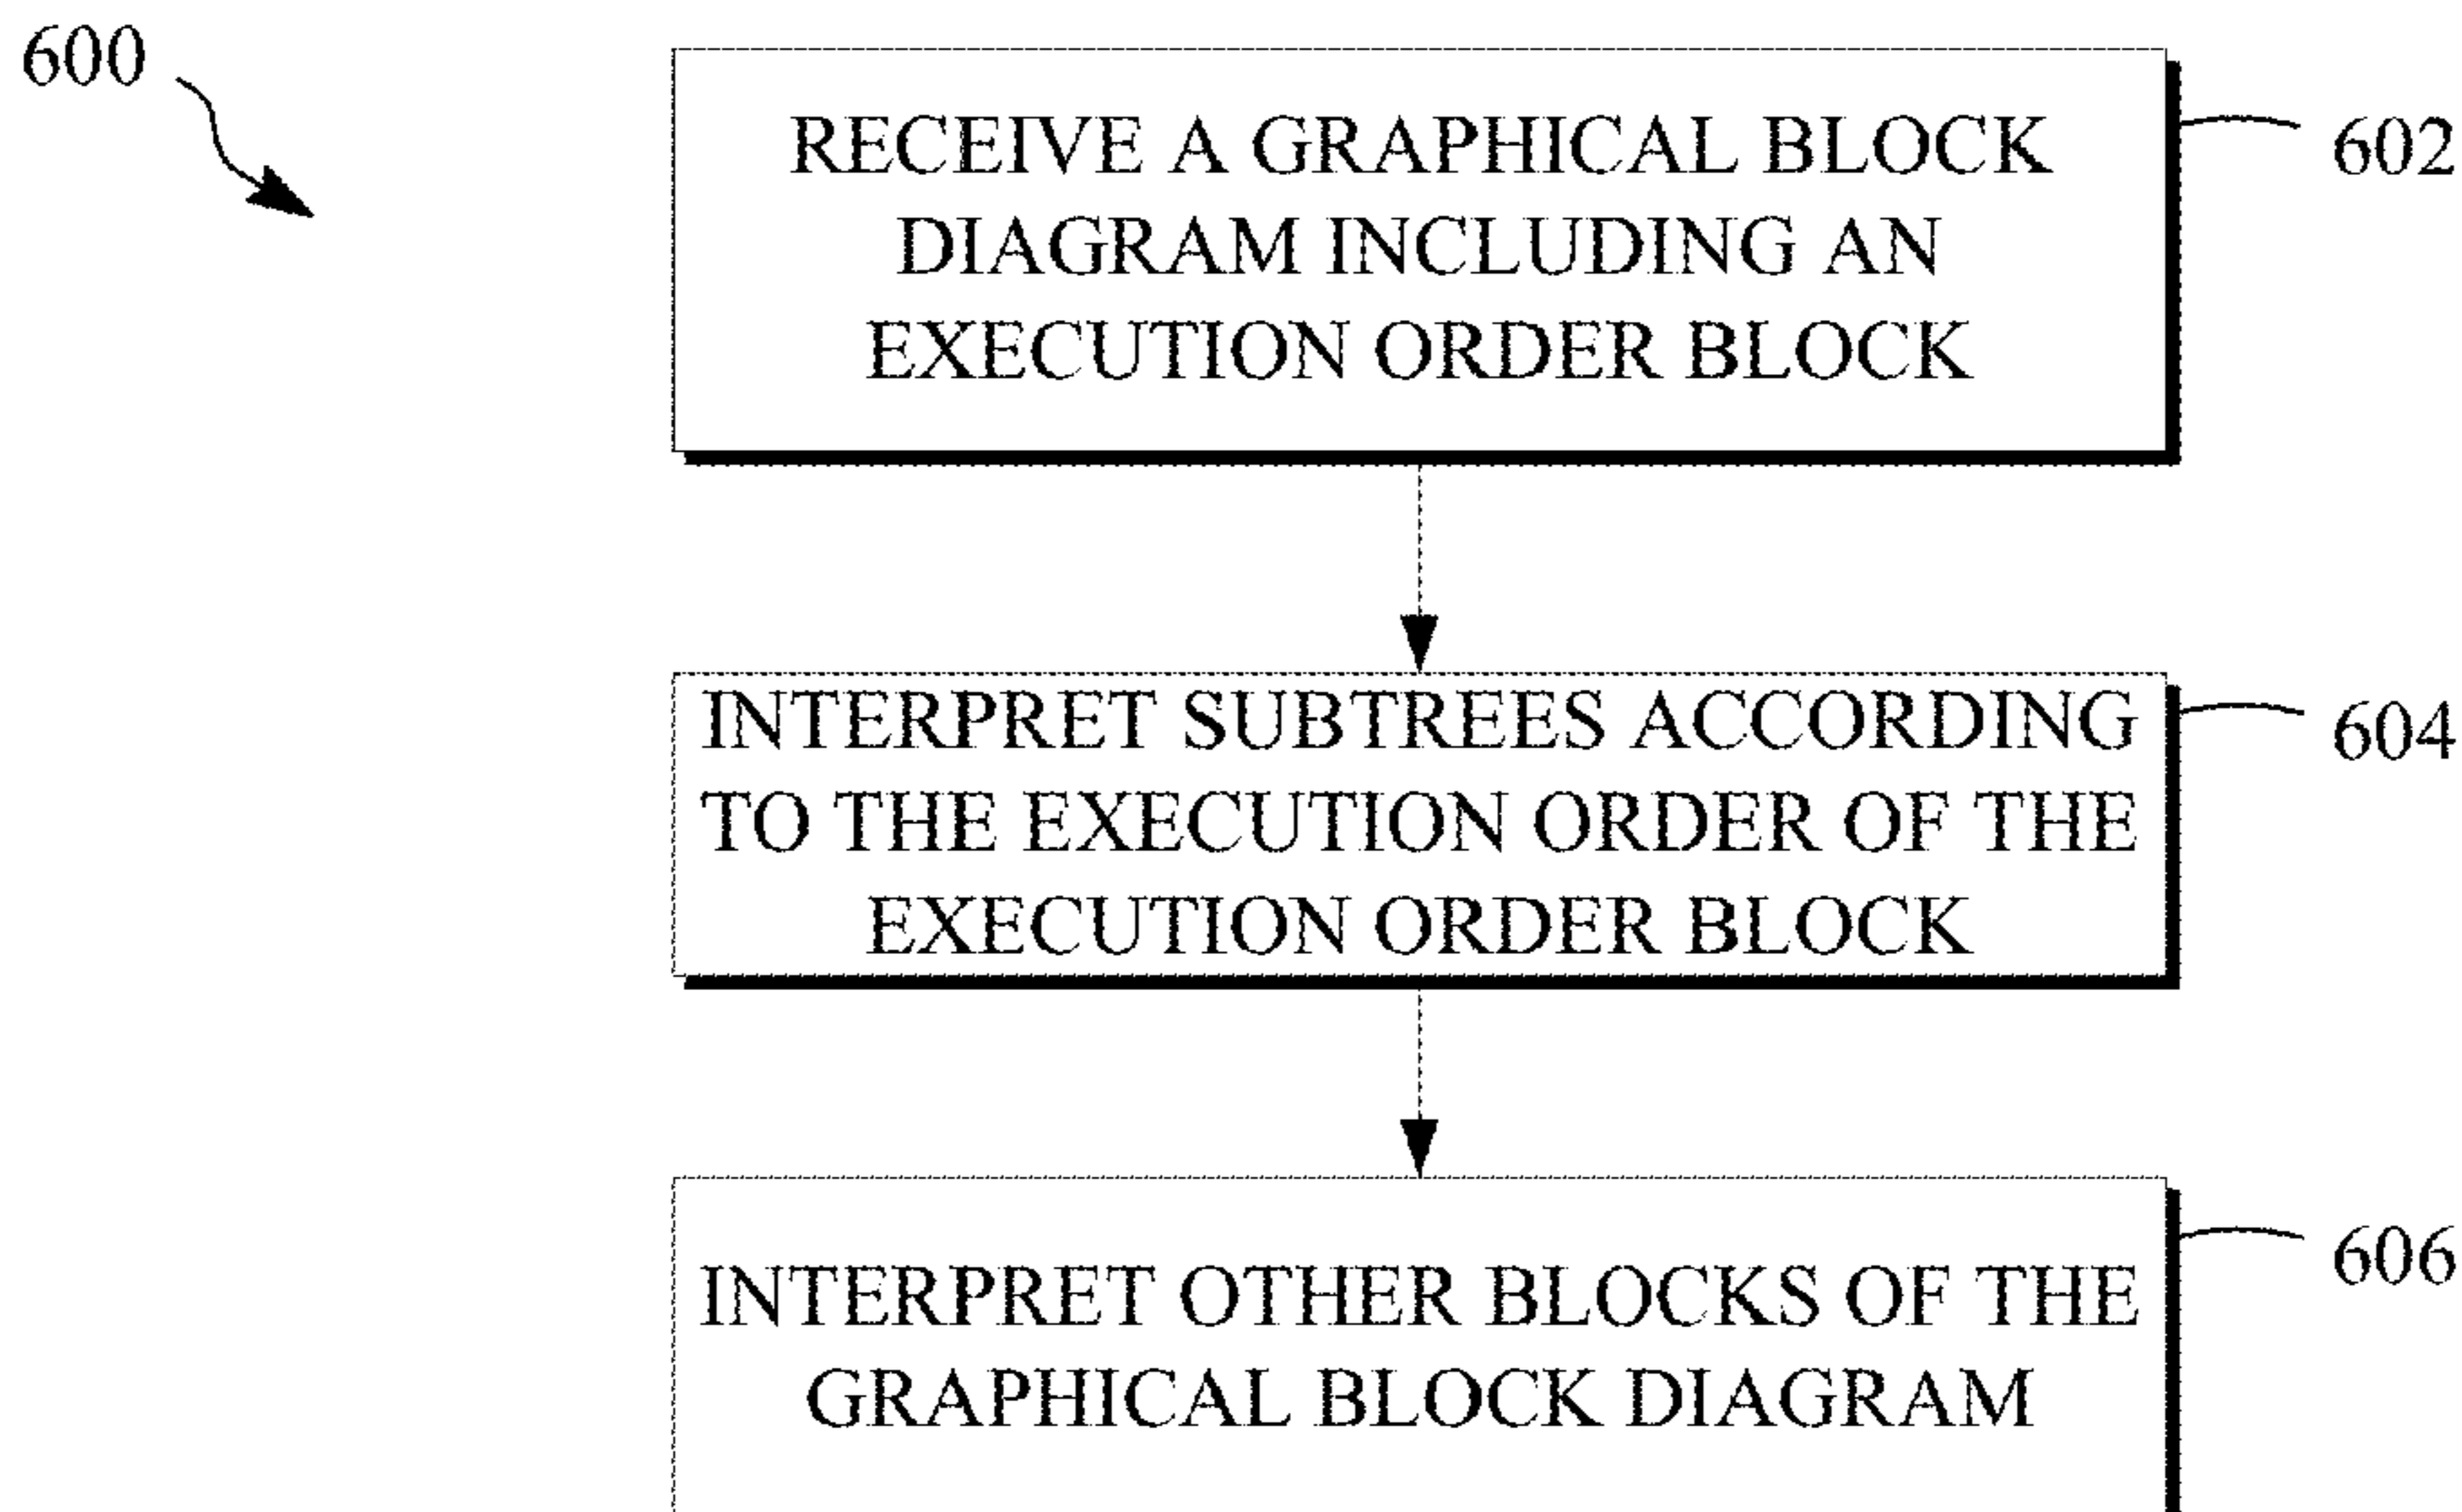 600
RECEIVE A GRAPHICAL BLOCK
DIAGRAM INCLUDING AN
EXECUTION ORDER BLOCK
602
INTERPRET SUBTREES ACCORDING
TO THE EXECUTION ORDER OF THE
EXECUTION ORDER BLOCK
604
INTERPRET OTHER BLOCKS OF THE
GRAPHICAL BLOCK DIAGRAM
606